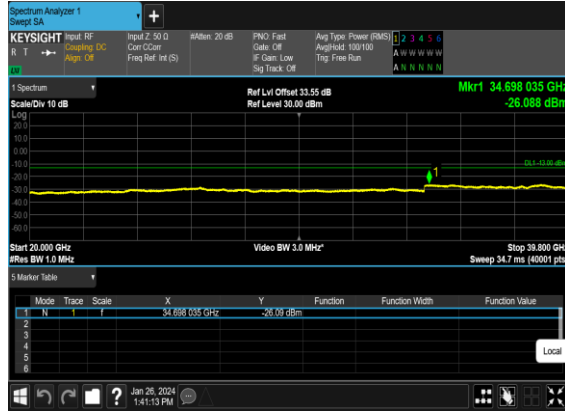 Spectrum Analyzer 1
Swept SA
KEYSIGHT
R T
LV
Input: RF
Coupling: DC
Align: Off
Input Z: 50 Ω
Corr CCorr
Freq Ref: Int (S)
#Atten: 20 dB
PNO: Fast
Gate: Off
IF Gain: Low
Sig Track: Off
Avg Type: Power (RMS)
Avg|Hold: 100/100
Trig: Free Run
1 2 3 4 5 6
A W W W W W
A N N N N N
1 Spectrum
Scale/Div 10 dB
Ref Lvl Offset 33.55 dB
Ref Level 30.00 dBm
Mkr1 34.698 035 GHz
-26.088 dBm
Log
20.0
10.0
0.00
-10.0
-20.0
-30.0
-40.0
-50.0
-60.0
DL1 -13.00 dBm
1
Start 20.000 GHz
#Res BW 1.0 MHz
Video BW 3.0 MHz*
Stop 39.800 GHz
Sweep 34.7 ms (40001 pts)
5 Marker Table
Mode Trace Scale X Y Function Function Width Function Value
1 N 1 f 34.698 035 GHz -26.09 dBm
2
3
4
5
6
Local
?
Jan 26, 2024
1:41:13 PM